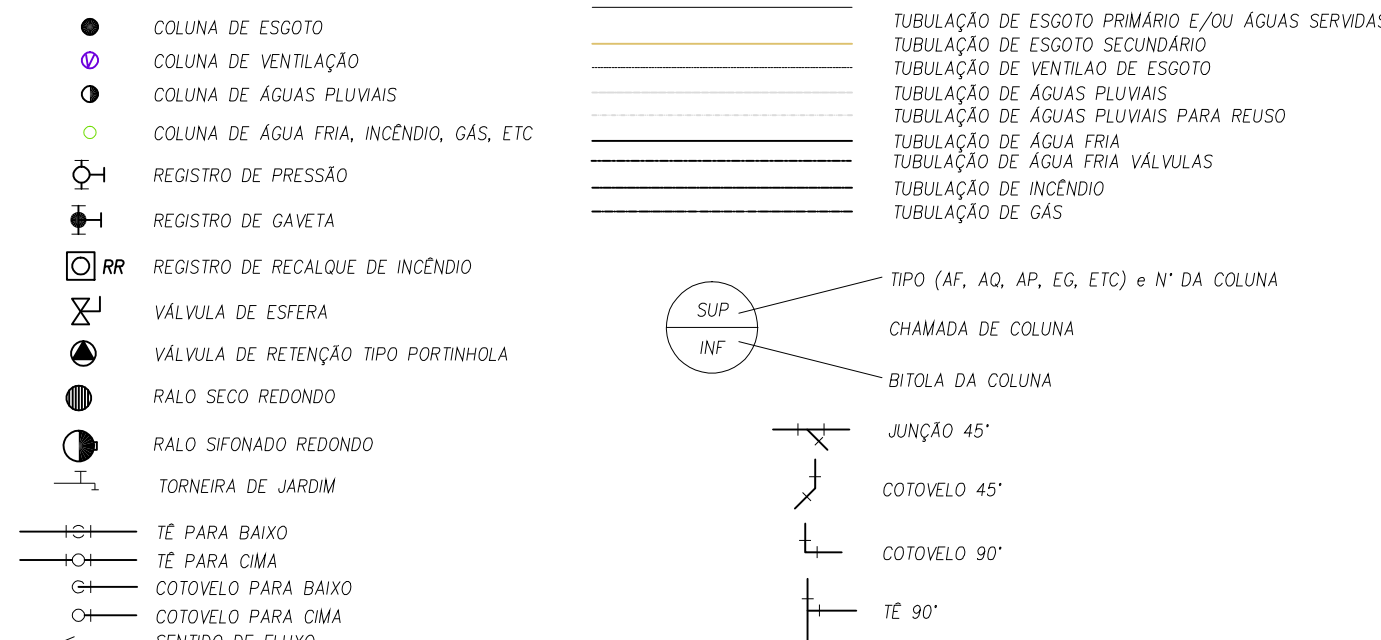 COLUNA DE ESGOTO
COLUNA DE VENTILAÇÃO
COLUNA DE ÁGUAS PLUVIAIS
COLUNA DE ÁGUA FRIA, INCÊNDIO, GÁS, ETC
REGISTRO DE PRESSÃO
REGISTRO DE GAVETA
RR REGISTRO DE RECALQUE DE INCÊNDIO
VÁLVULA DE ESFERA
VÁLVULA DE RETENÇÃO TIPO PORTINHOLA
RALO SECO REDONDO
RALO SIFONADO REDONDO
TORNEIRA DE JARDIM
TÊ PARA BAIXO
TÊ PARA CIMA
COTOVELO PARA BAIXO
COTOVELO PARA CIMA
SENTIDO DE FLUXO
TUBULAÇÃO DE ESGOTO PRIMÁRIO E/OU ÁGUAS SERVIDAS
TUBULAÇÃO DE ESGOTO SECUNDÁRIO
TUBULAÇÃO DE VENTILAO DE ESGOTO
TUBULAÇÃO DE ÁGUAS PLUVIAIS
TUBULAÇÃO DE ÁGUAS PLUVIAIS PARA REUSO
TUBULAÇÃO DE ÁGUA FRIA
TUBULAÇÃO DE ÁGUA FRIA VÁLVULAS
TUBULAÇÃO DE INCÊNDIO
TUBULAÇÃO DE GÁS
TIPO (AF, AQ, AP, EG, ETC) e N° DA COLUNA
SUP
CHAMADA DE COLUNA
INF
BITOLA DA COLUNA
JUNÇÃO 45°
COTOVELO 45°
COTOVELO 90°
TÊ 90°